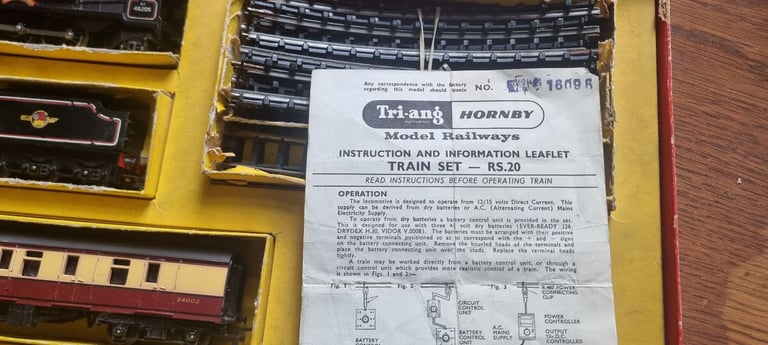 46205
34002
Any correspondence with the factory
regarding this model should quote
NO.
16096
Tri-ang HORNBY
Model Railways
INSTRUCTION AND INFORMATION LEAFLET
TRAIN SET — RS.20
READ INSTRUCTIONS BEFORE OPERATING TRAIN
OPERATION
The locomotive is designed to operate from 12/15 volts Direct Current. This
supply can be derived from dry batteries or A.C. (Alternating Current) Mains
Electricity Supply.
To operate from dry batteries a battery control unit is provided in the set.
This is designed for use with three 4½ volt dry batteries (EVER-READY 126,
DRYDEX H.30, VIDOR V.0008). The batteries must be arranged with their positive
and negative terminals positioned so as to correspond with the + and — signs
on the battery connecting unit. Remove the knurled heads of the terminals and
place the battery connecting unit over the studs. Replace the terminal heads
tightly.
A train may be worked directly from a battery control unit, or through a
circuit control unit which provides more realistic control of a train. The wiring
is shown in Figs. 1 and 2:—
Fig. 1
Fig. 2
Fig. 3
R.487 POWER
CONNECTING
CLIP
CIRCUIT
CONTROL
UNIT
BATTERY
CONTROL
UNIT
A.C.
MAINS
SUPPLY
POWER
CONTROLLER
OUTPUT
D.C.
CONTROLLED
BATTERY